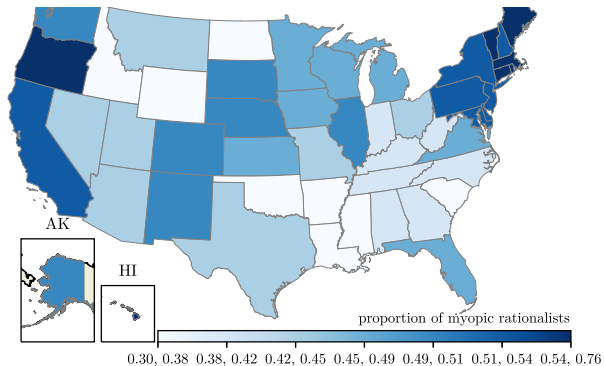 AK
HI
proportion of myopic rationalists
0.30, 0.38 0.38, 0.42 0.42, 0.45 0.45, 0.49 0.49, 0.51 0.51, 0.54 0.54, 0.76